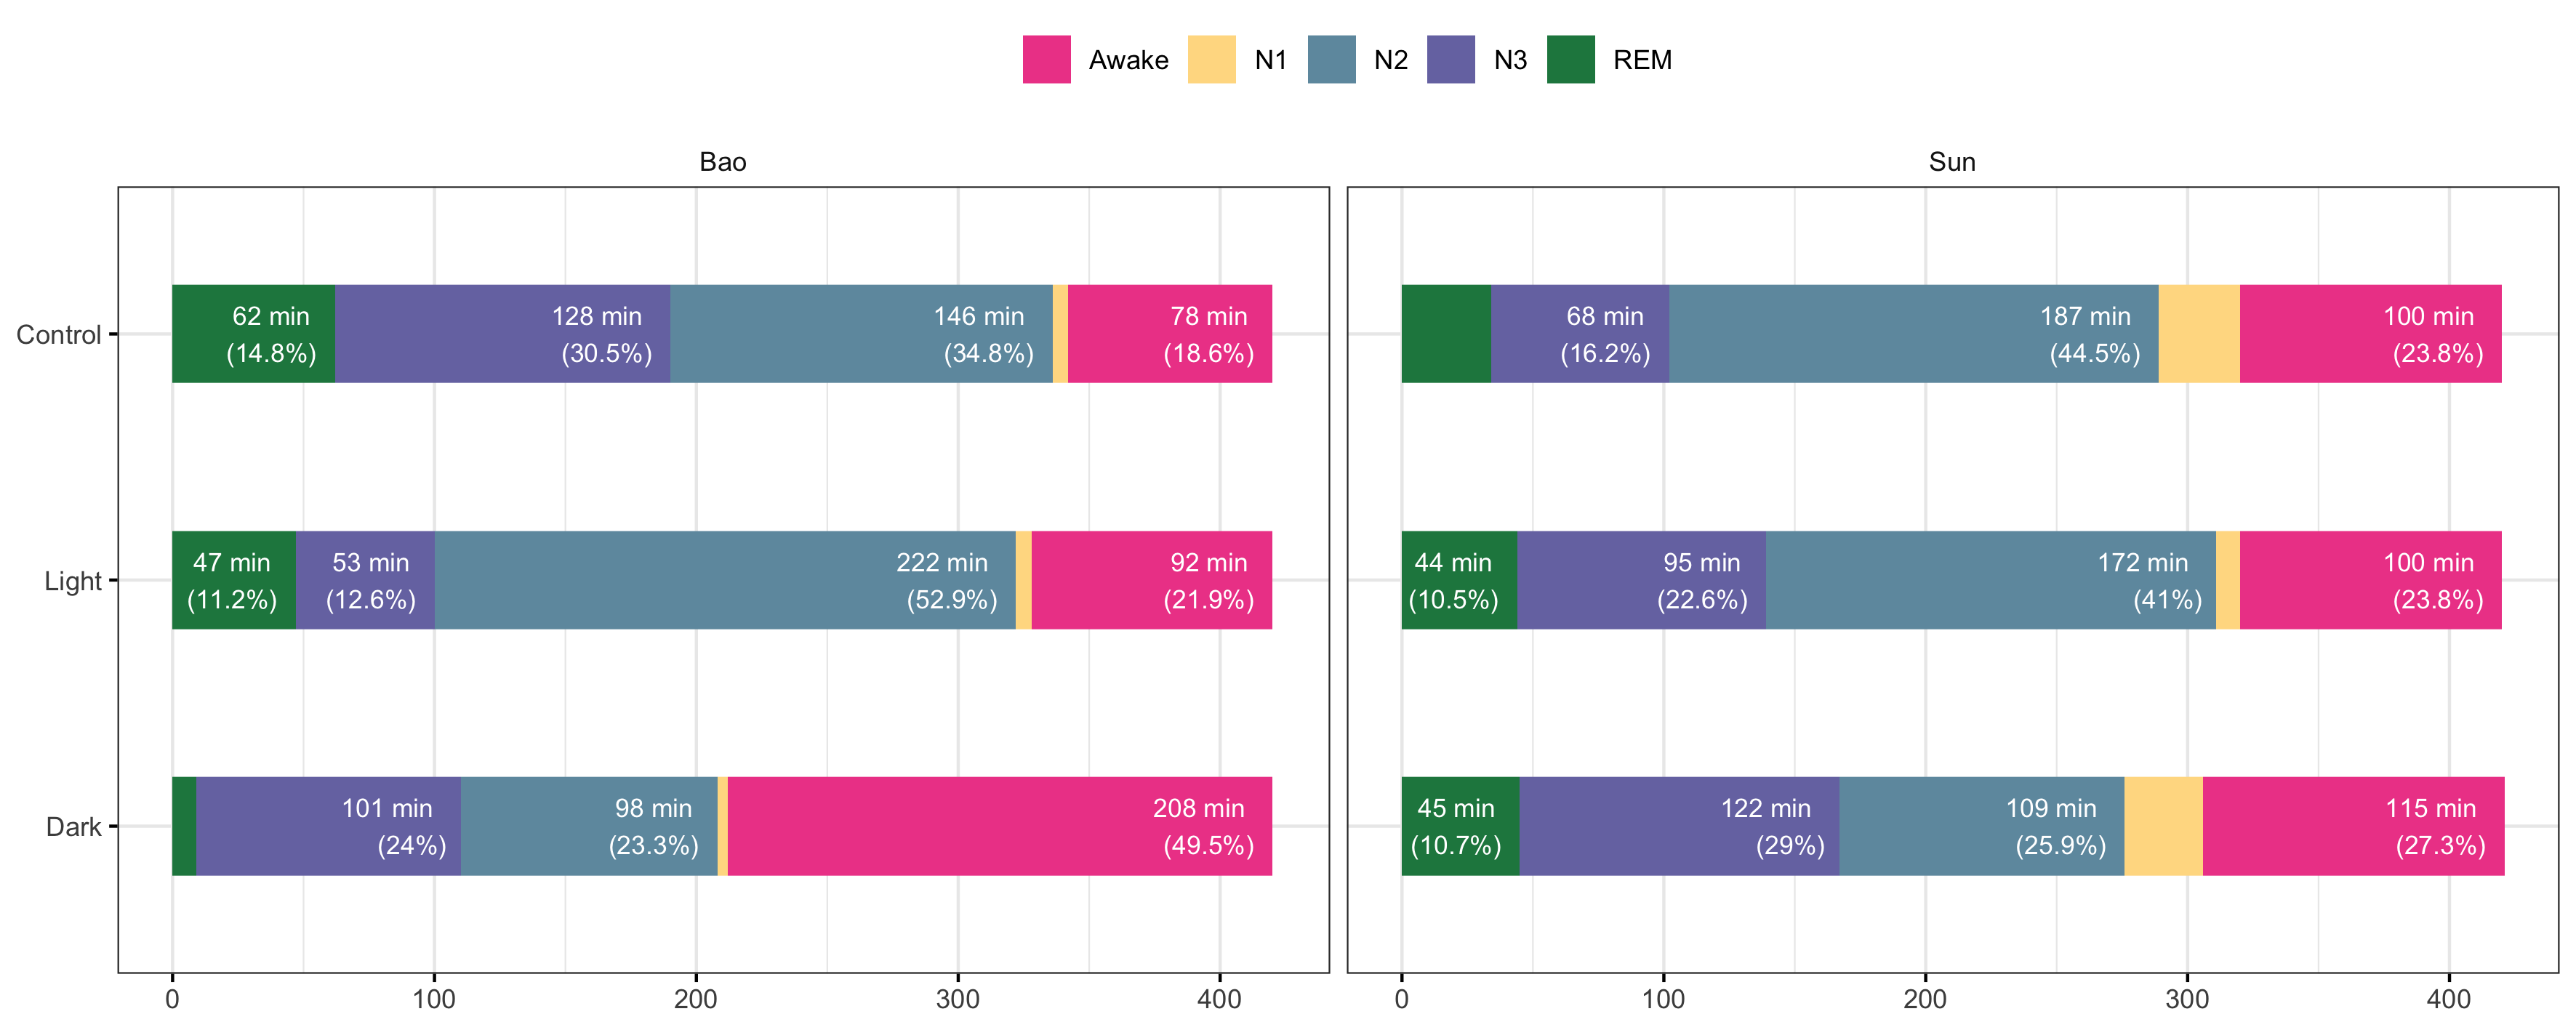 Awake N1 N2 N3 REM
Bao
Sun
Control
62 min
(14.8%)
128 min
(30.5%)
146 min
(34.8%)
78 min
(18.6%)
68 min
(16.2%)
187 min
(44.5%)
100 min
(23.8%)
Light
47 min
(11.2%)
53 min
(12.6%)
222 min
(52.9%)
92 min
(21.9%)
44 min
(10.5%)
95 min
(22.6%)
172 min
(41%)
100 min
(23.8%)
Dark
101 min
(24%)
98 min
(23.3%)
208 min
(49.5%)
45 min
(10.7%)
122 min
(29%)
109 min
(25.9%)
115 min
(27.3%)
0 100 200 300 400
0 100 200 300 400